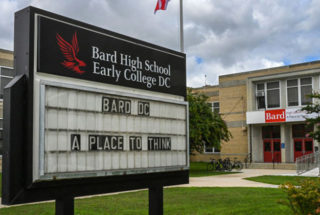 Bard High School
Early College DC
BARD DC
A PLACE TO THINK
Bard